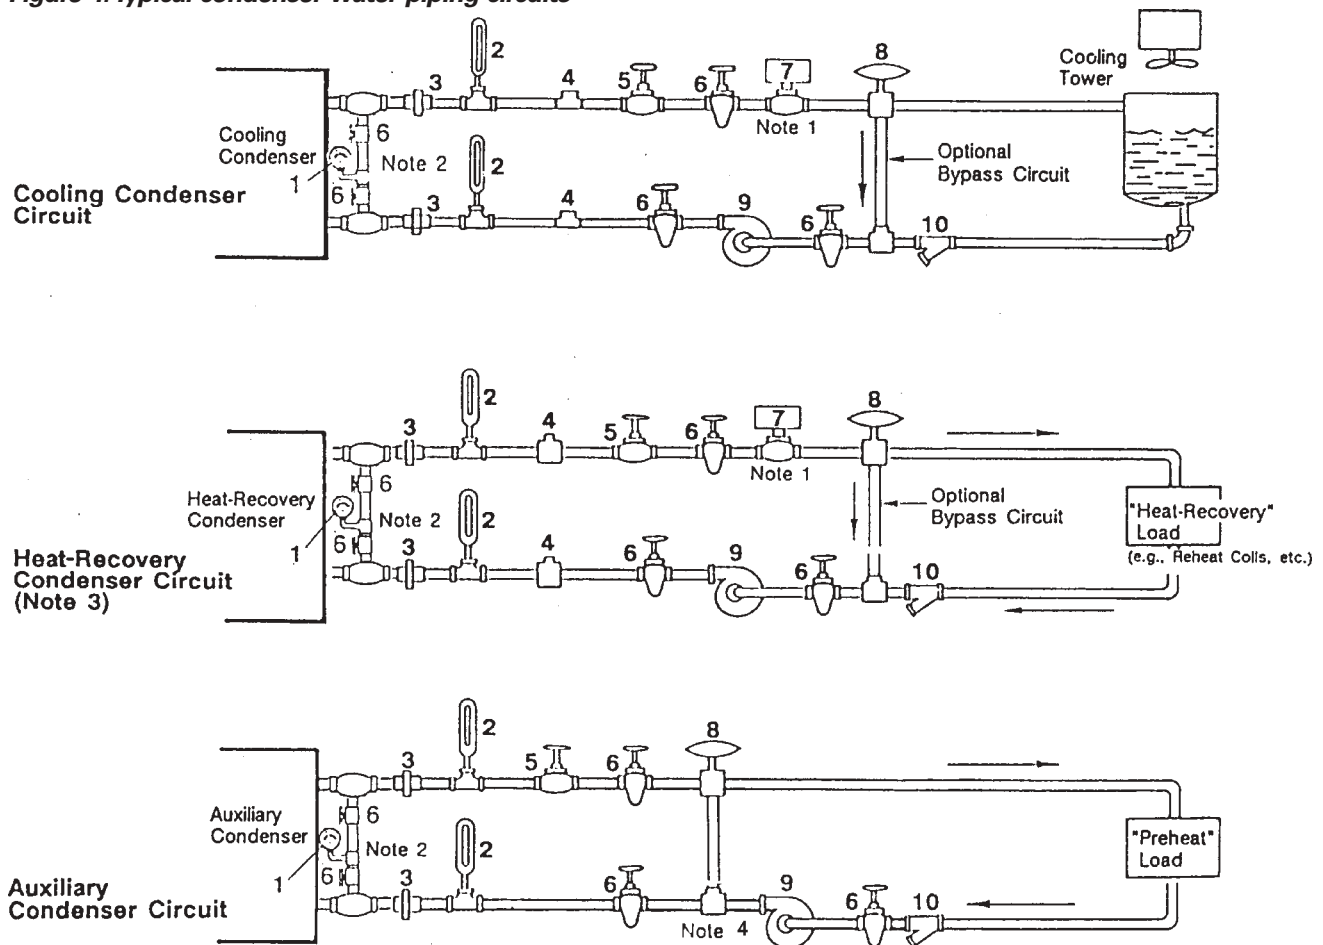 Figure 4.Typical condenser Water piping circuits
Cooling
Tower
2
3
4
5
6
7
8
Note 1
Cooling
Condenser
6
Note 2
1
6
Optional
Bypass Circuit
Cooling Condenser
Circuit
3
2
4
6
9
6
10
2
3
4
5
6
7
8
Note 1
Heat-Recovery
Condenser
6
Note 2
1
6
Optional
Bypass Circuit
"Heat-Recovery"
Load
(e.g., Reheat Coils, etc.)
Heat-Recovery
Condenser Circuit
(Note 3)
3
2
4
6
9
6
10
2
3
5
6
8
Auxiliary
Condenser
6
Note 2
1
6
"Preheat"
Load
Auxiliary
Condenser Circuit
3
2
6
Note 4
9
6
10